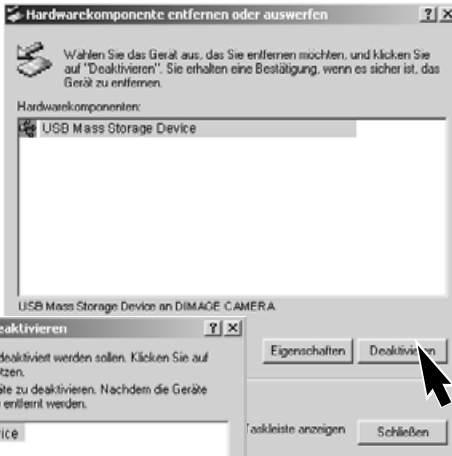 Hardwarekomponente entfernen oder auswerfen
Wählen Sie das Gerät aus, das Sie entfernen möchten, und klicken Sie
auf "Deaktivieren". Sie erhalten eine Bestätigung, wenn es sicher ist, das
Gerät zu entfernen.
Hardwarekomponenten:
USB Mass Storage Device
USB Mass Storage Device an DIMAGE CAMERA
Eigenschaften
Deaktivieren
eaktivieren
deaktiviert werden sollen. Klicken Sie auf
tzen.
äte zu deaktivieren. Nachdem die Geräte
entfernt werden.
ice
Taskleiste anzeigen
Schließen